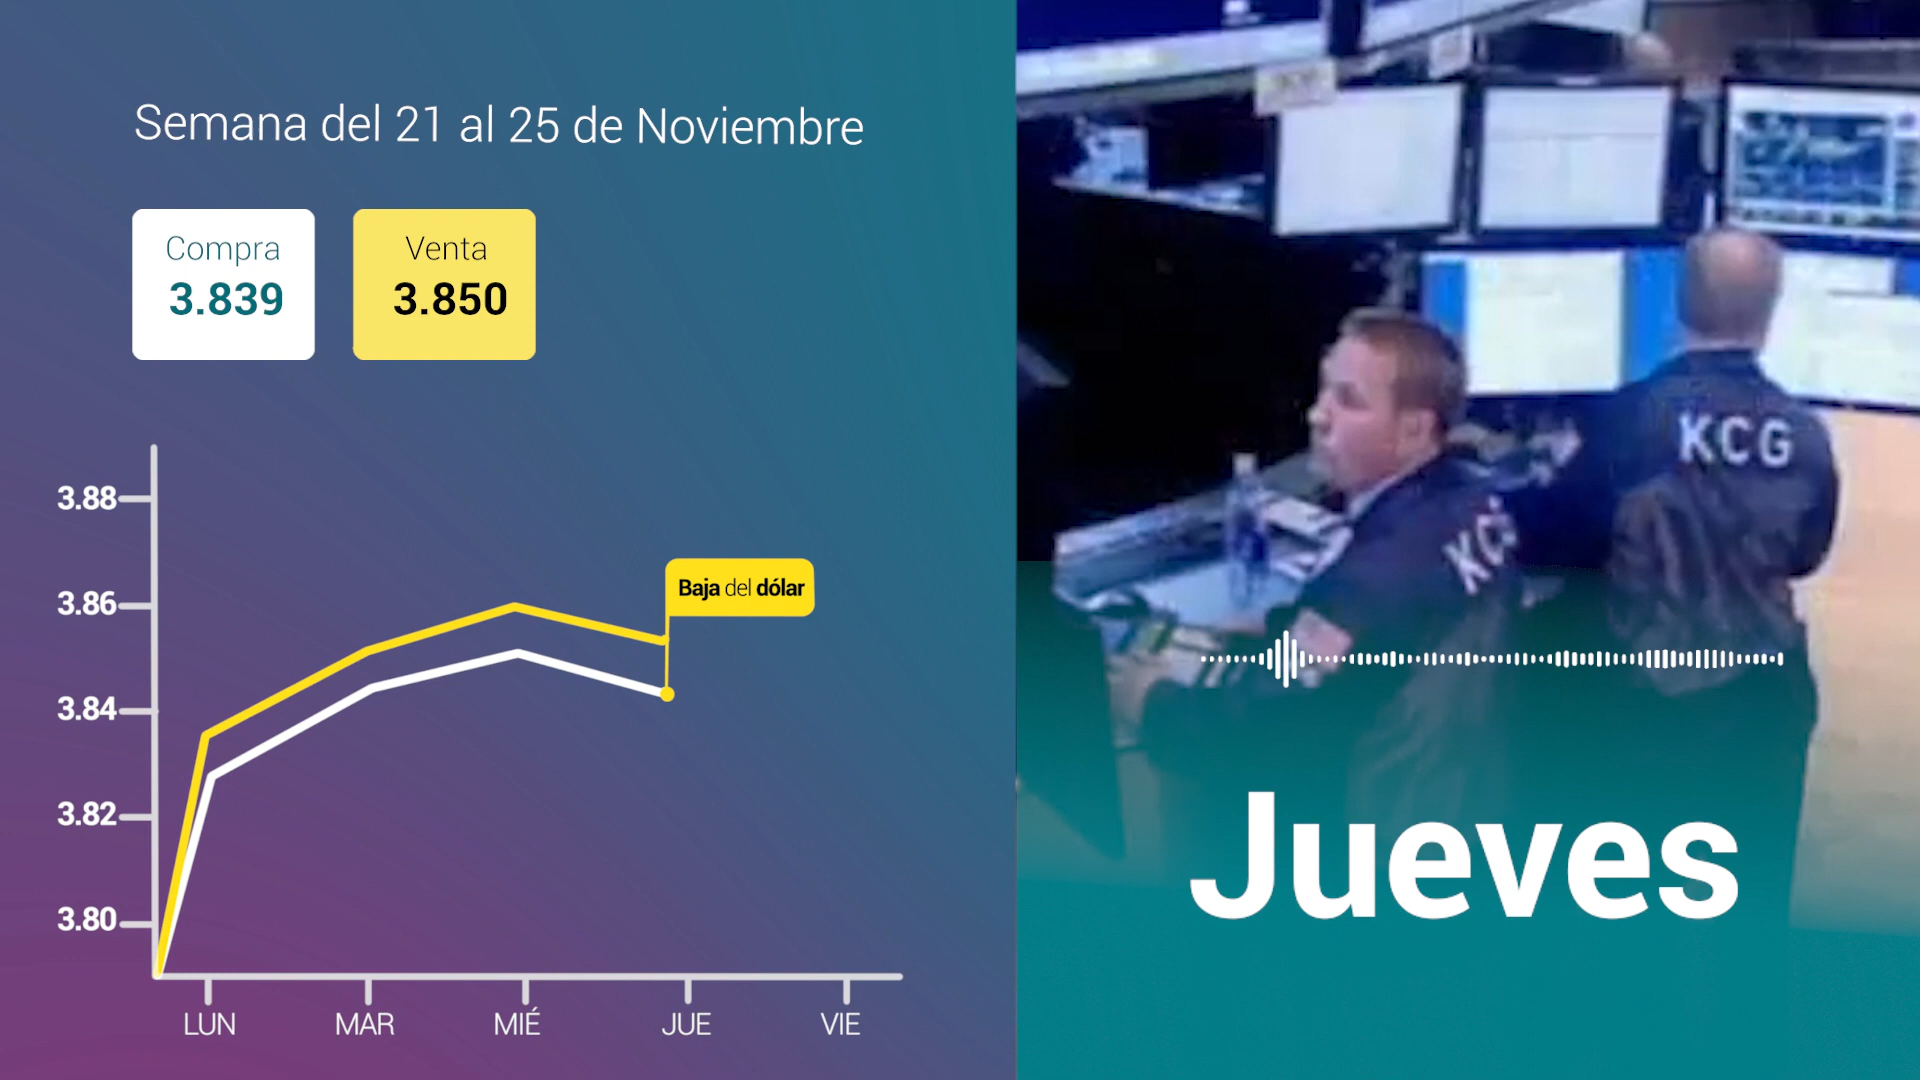 Semana del 21 al 25 de Noviembre
Compra
3.839
Venta
3.850
3.88
3.86
3.84
3.82
3.80
Baja del dólar
LUN MAR MIÉ JUE VIE
KCG
Jueves